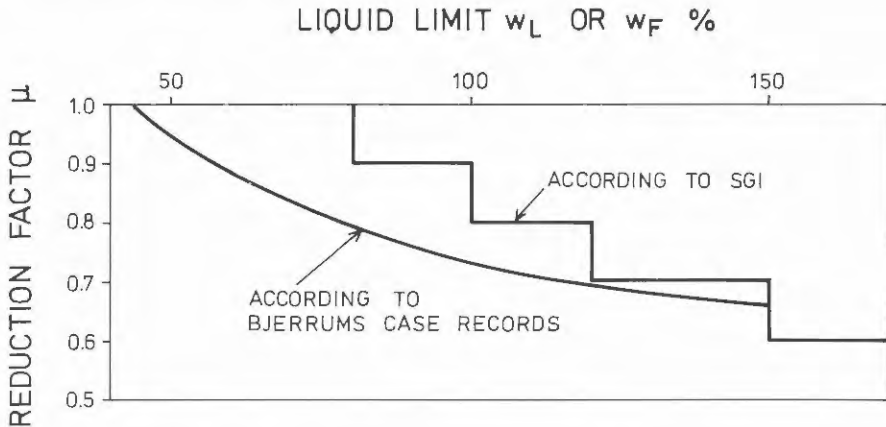 LIQUID LIMIT wL OR wF %
50 100 150
REDUCTION FACTOR μ
1.0
0.9
0.8
0.7
0.6
0.5
ACCORDING TO SGI
ACCORDING TO
BJERRUMS CASE RECORDS